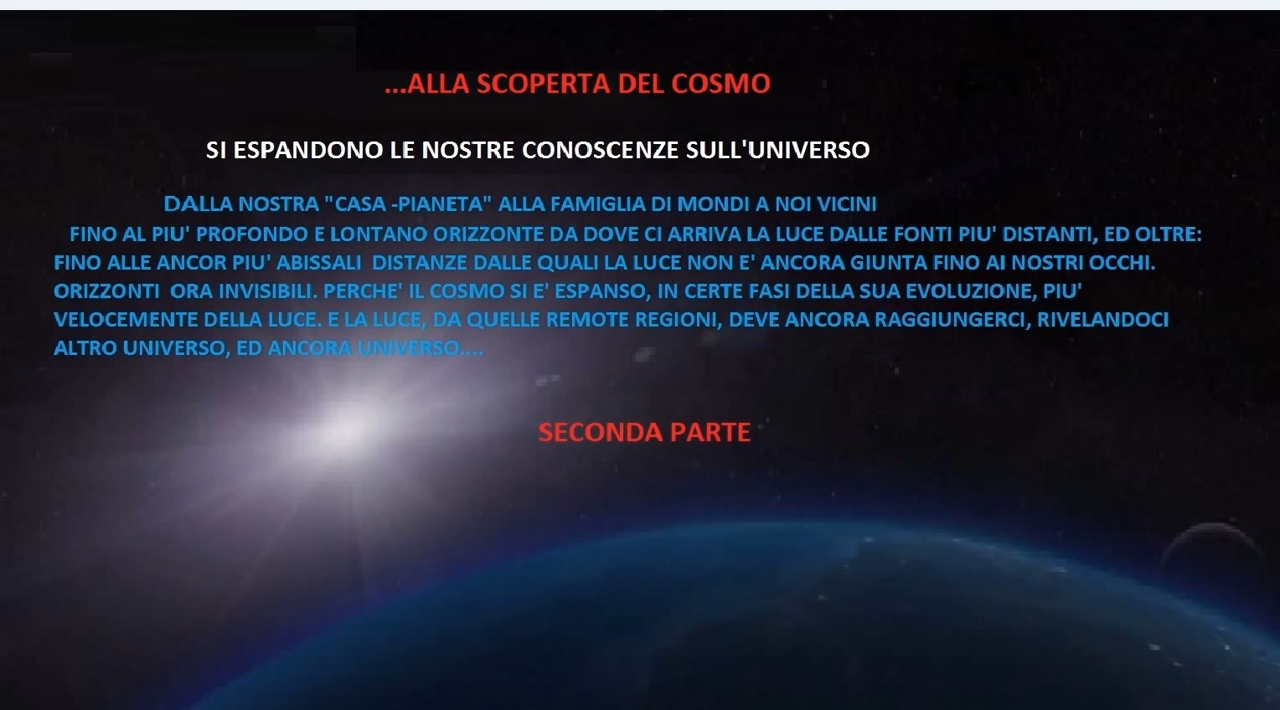 ...ALLA SCOPERTA DEL COSMO
SI ESPANDONO LE NOSTRE CONOSCENZE SULL'UNIVERSO
DALLA NOSTRA "CASA -PIANETA" ALLA FAMIGLIA DI MONDI A NOI VICINI
FINO AL PIU' PROFONDO E LONTANO ORIZZONTE DA DOVE CI ARRIVA LA LUCE DALLE FONTI PIU' DISTANTI, ED OLTRE:
FINO ALLE ANCOR PIU' ABISSALI DISTANZE DALLE QUALI LA LUCE NON E' ANCORA GIUNTA FINO AI NOSTRI OCCHI.
ORIZZONTI ORA INVISIBILI. PERCHE' IL COSMO SI E' ESPANSO, IN CERTE FASI DELLA SUA EVOLUZIONE, PIU'
VELOCEMENTE DELLA LUCE. E LA LUCE, DA QUELLE REMOTE REGIONI, DEVE ANCORA RAGGIUNGERCI, RIVELANDOCI
ALTRO UNIVERSO, ED ANCORA UNIVERSO....
SECONDA PARTE